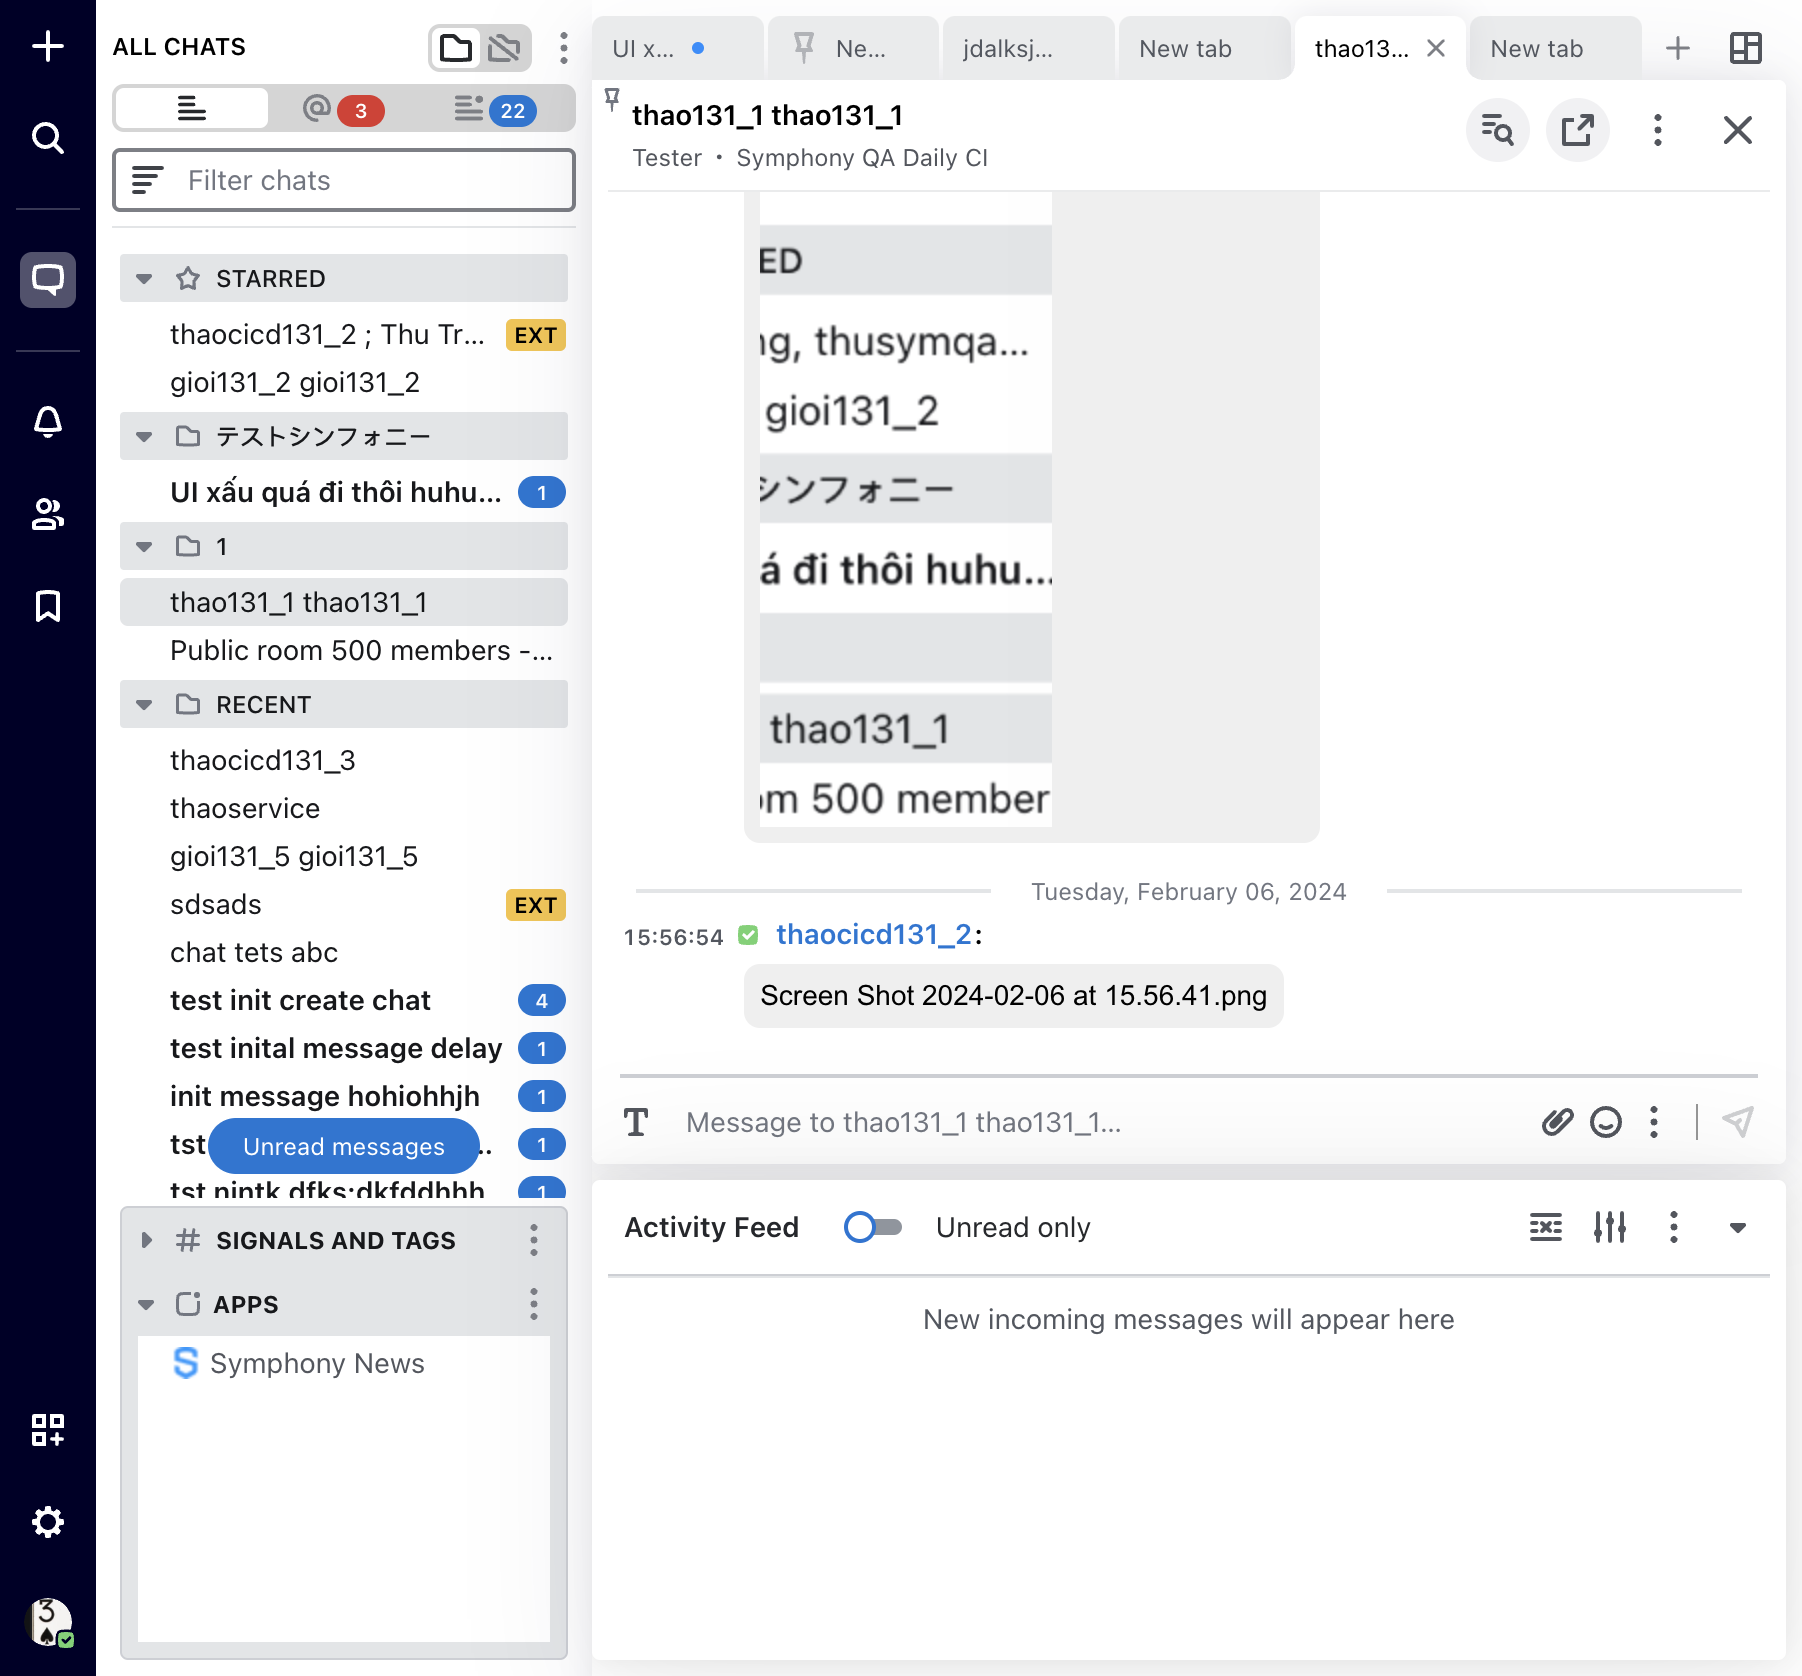 ALL CHATS
3
22
Filter chats
STARRED
thaocicd131_2 ; Thu Tr...
EXT
gioi131_2 gioi131_2
テストシンフォニー
UI xấu quá đi thôi huhu...
1
1
thao131_1 thao131_1
Public room 500 members -...
RECENT
thaocicd131_3
thaoservice
gioi131_5 gioi131_5
sdsads
EXT
chat tets abc
test init create chat
4
test inital message delay
1
init message hohiohhjh
1
tst
..
1
Unread messages
tst nintk dfks;dkfddhhh
1
SIGNALS AND TAGS
APPS
Symphony News
3
UI x...
Ne...
jdalksj...
New tab
thao13...
New tab
thao131_1 thao131_1
Tester • Symphony QA Daily CI
ED
ng, thusymqa...
gioi131_2
シンフォニー
á đi thôi huhu...
thao131_1
om 500 member
Tuesday, February 06, 2024
15:56:54
thaocicd131_2:
Screen Shot 2024-02-06 at 15.56.41.png
Message to thao131_1 thao131_1...
Activity Feed
Unread only
New incoming messages will appear here